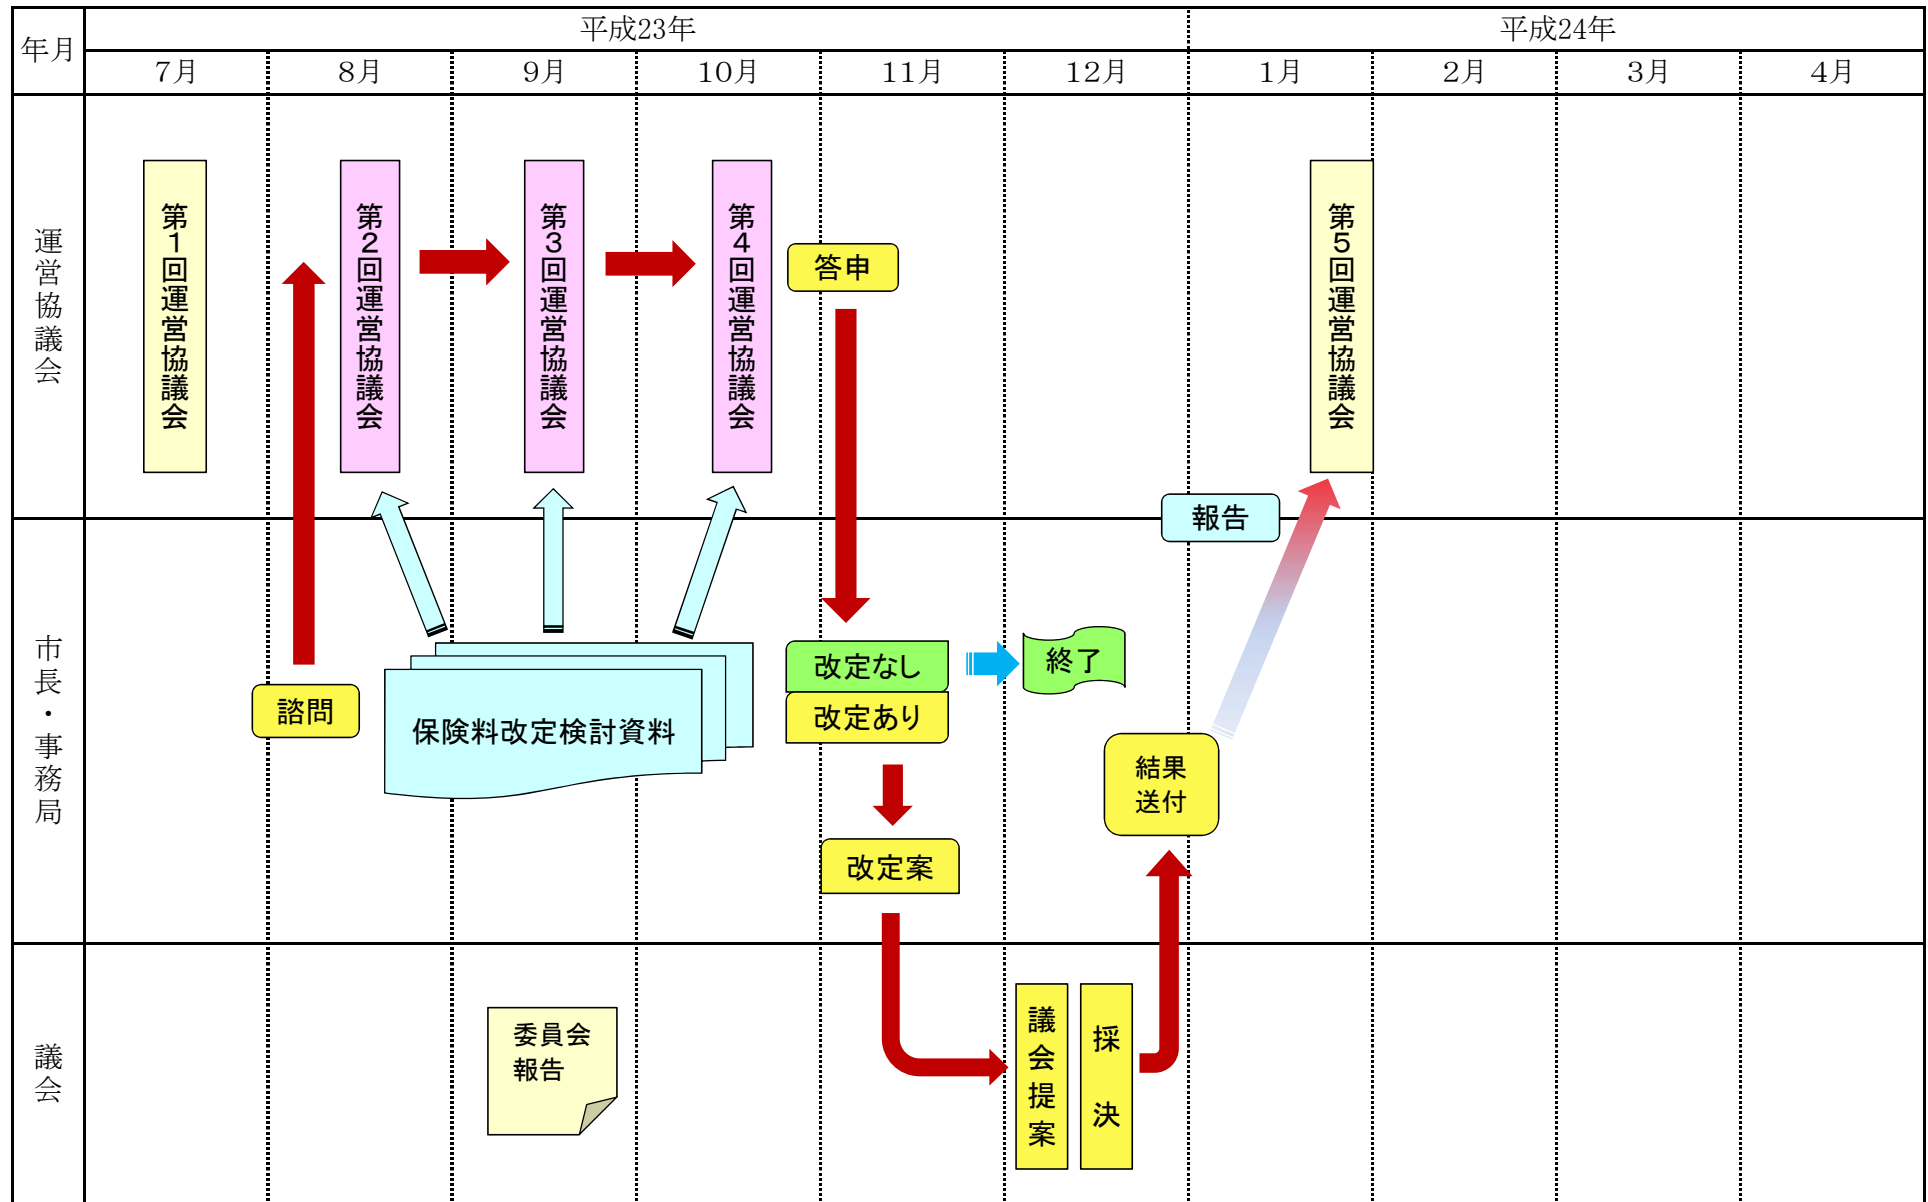 年月
平成23年
平成24年
7月
8月
9月
10月
11月
12月
1月
2月
3月
4月
運営協議会
第1回運営協議会
第2回運営協議会
第3回運営協議会
第4回運営協議会
答申
第5回運営協議会
報告
市長・事務局
諮問
保険料改定検討資料
改定なし
改定あり
終了
改定案
結果
送付
議会
委員会
報告
議会提案
採決